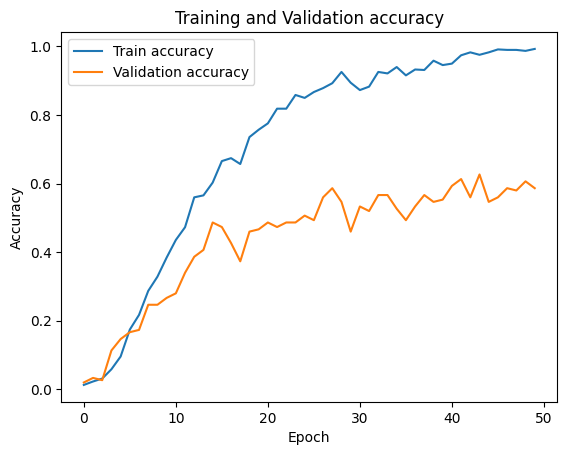 Training and Validation accuracy
Train accuracy
Validation accuracy
1.0
0.8
0.6
0.4
0.2
0.0
Accuracy
0 10 20 30 40 50
Epoch